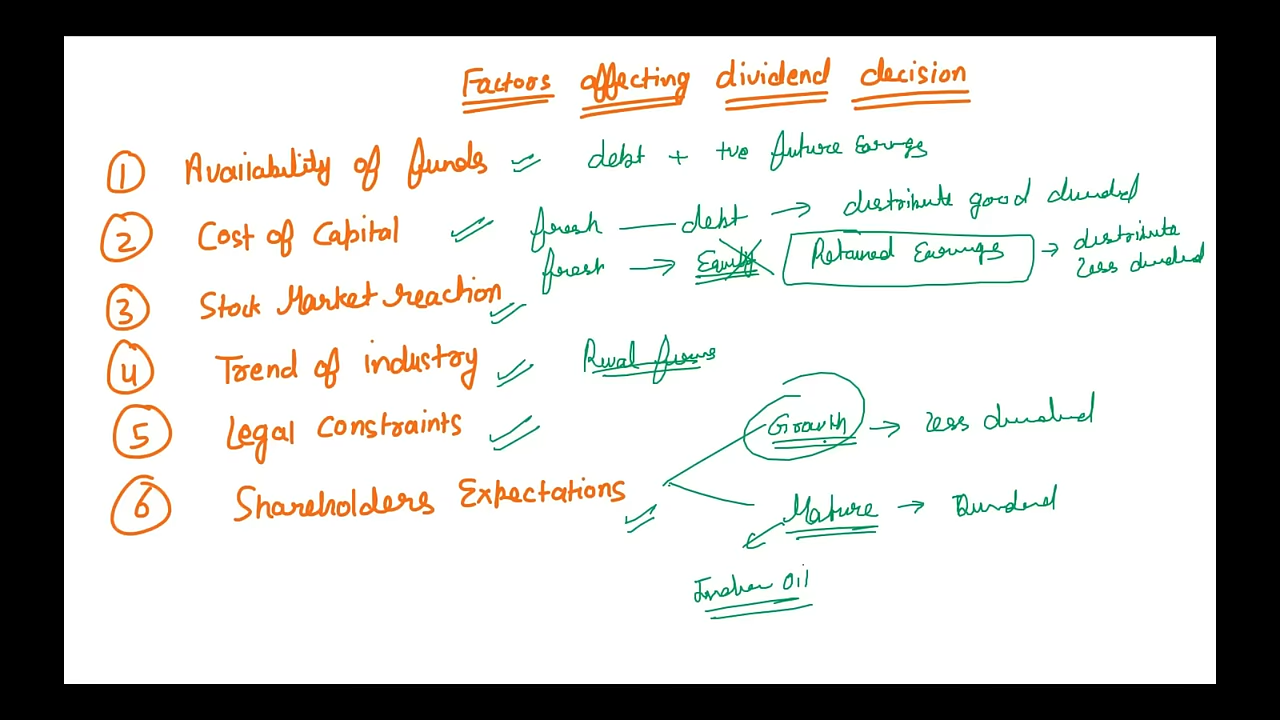 Factors affecting dividend decision
① Availability of funds debt + +ve future Earings
② Cost of Capital fresh — debt → distribute good dividend
fresh → Equity Retained Earnings → distribute less dividend
③ Stock Market reaction
④ Trend of industry Rival firms
⑤ Legal Constraints
Growth → less dividend
⑥ Shareholders Expectations
Mature → Dividend
Indian Oil